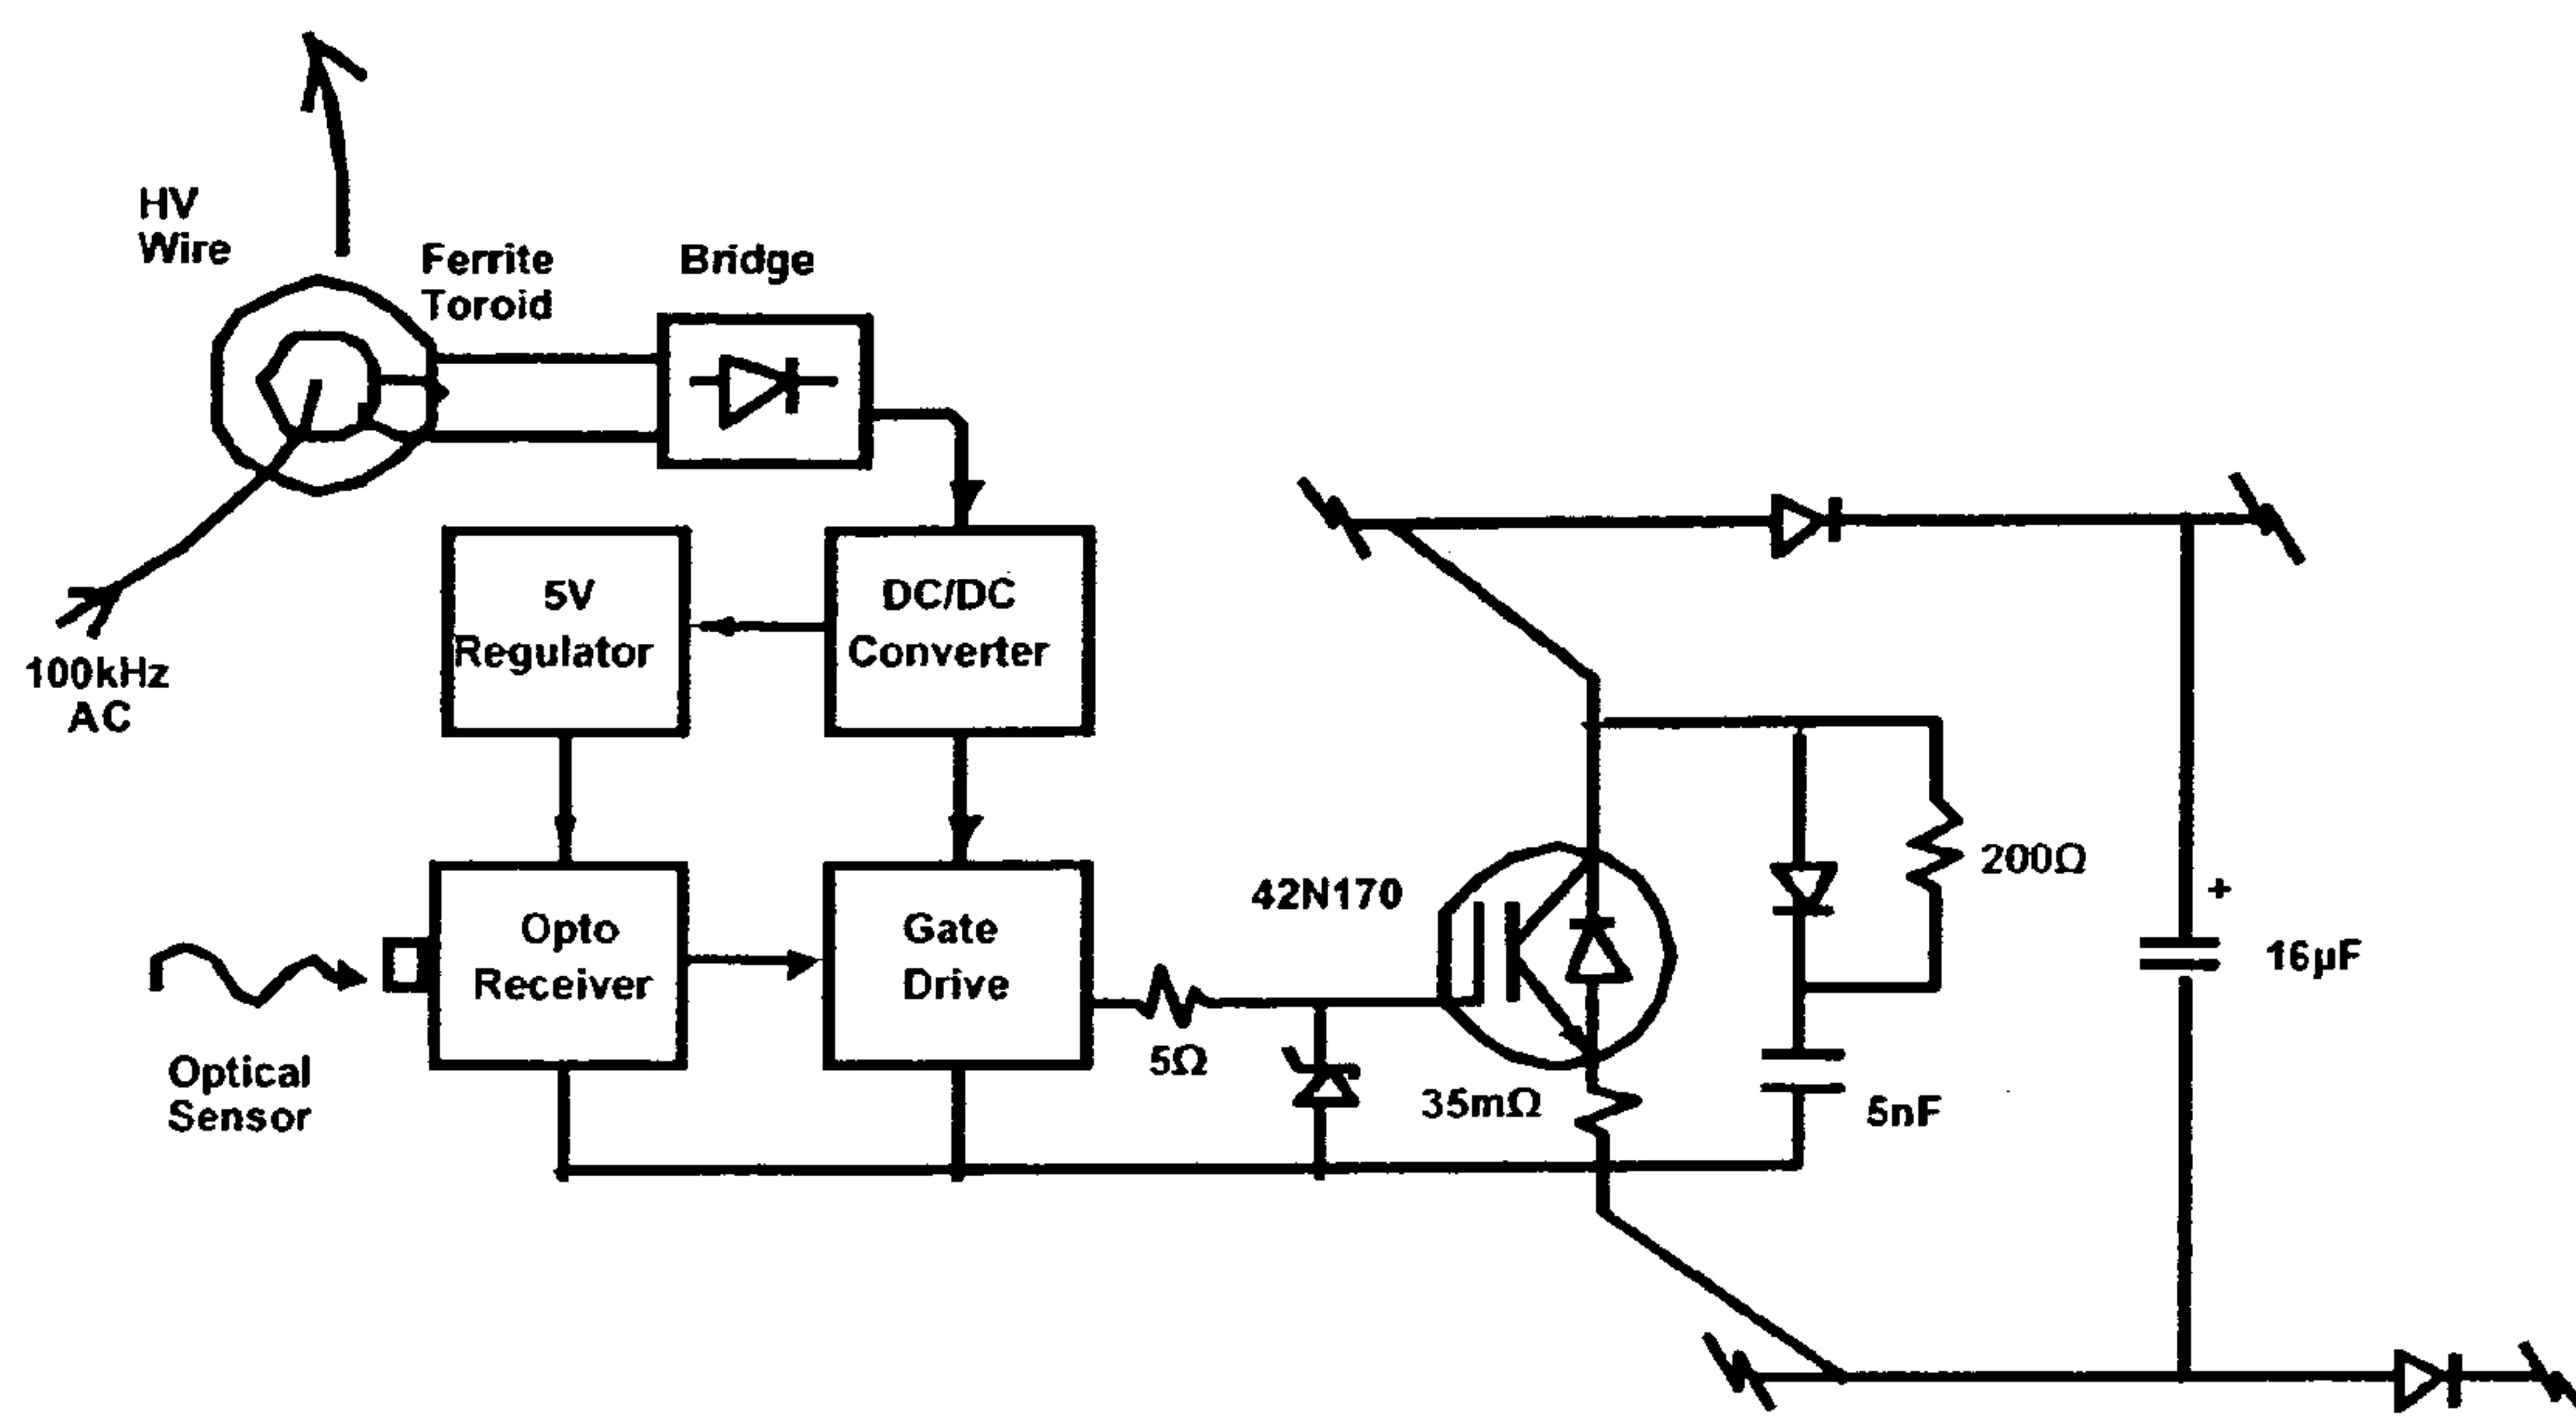 HV
Wire
Ferrite
Toroid
Bridge
100kHz
AC
5V
Regulator
DC/DC
Converter
Opto
Receiver
Gate
Drive
Optical
Sensor
5Ω
42N170
35mΩ
200Ω
5nF
+
16µF